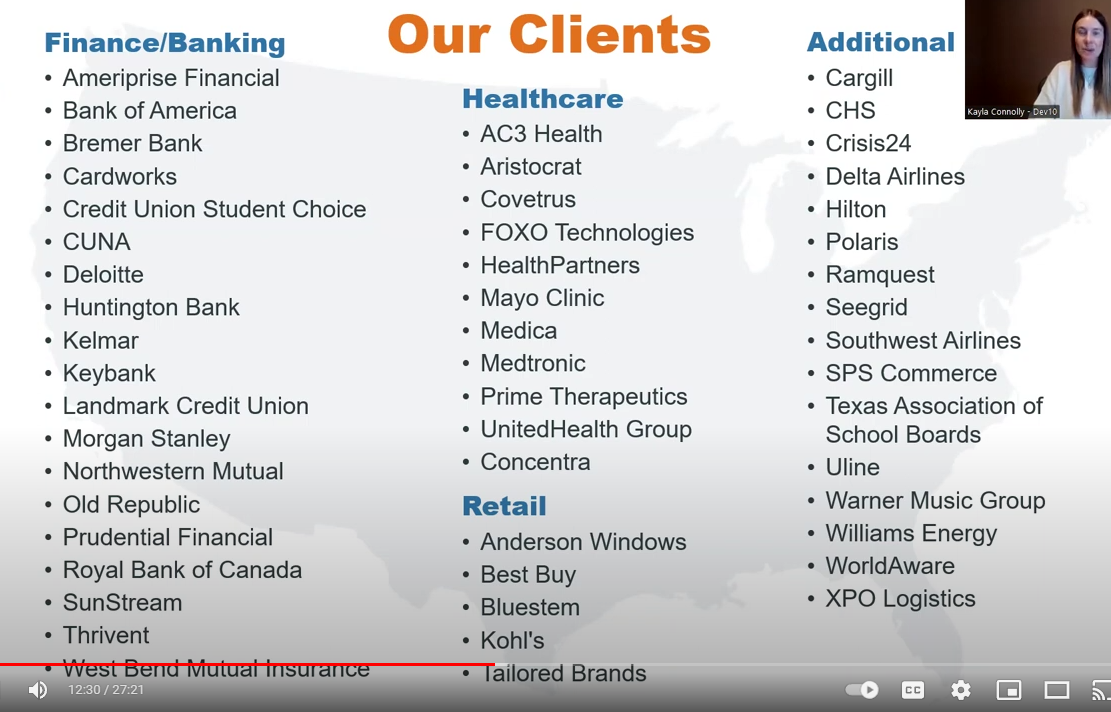 Our Clients
Finance/Banking
• Ameriprise Financial
• Bank of America
• Bremer Bank
• Cardworks
• Credit Union Student Choice
• CUNA
• Deloitte
• Huntington Bank
• Kelmar
• Keybank
• Landmark Credit Union
• Morgan Stanley
• Northwestern Mutual
• Old Republic
• Prudential Financial
• Royal Bank of Canada
• SunStream
• Thrivent
• West Bend Mutual Insurance
Healthcare
• AC3 Health
• Aristocrat
• Covetrus
• FOXO Technologies
• HealthPartners
• Mayo Clinic
• Medica
• Medtronic
• Prime Therapeutics
• UnitedHealth Group
• Concentra
Retail
• Anderson Windows
• Best Buy
• Bluestem
• Kohl's
• Tailored Brands
Additional
• Cargill
• CHS
• Crisis24
• Delta Airlines
• Hilton
• Polaris
• Ramquest
• Seegrid
• Southwest Airlines
• SPS Commerce
• Texas Association of
School Boards
• Uline
• Warner Music Group
• Williams Energy
• WorldAware
• XPO Logistics
Kayla Connolly - Dev10
12:30 / 27:21
CC